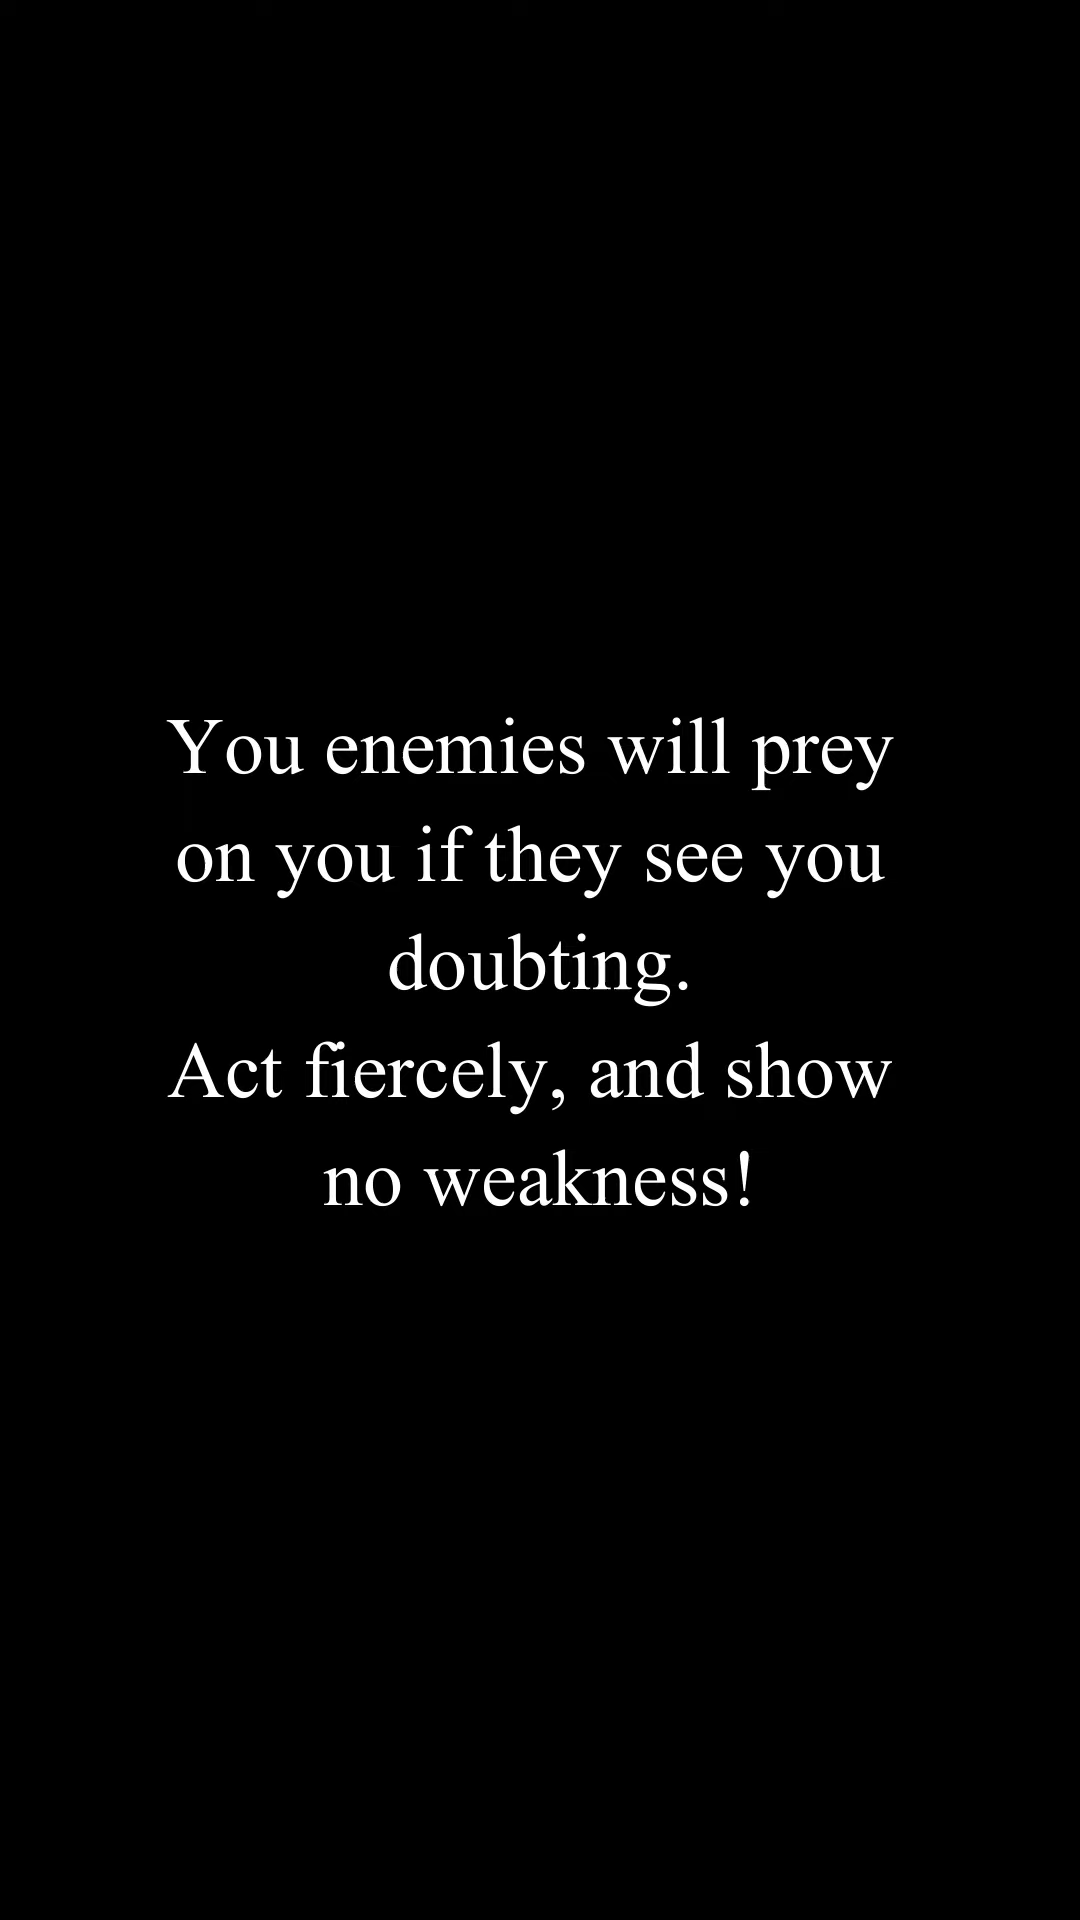 You enemies will prey
on you if they see you
doubting.
Act fiercely, and show
no weakness!